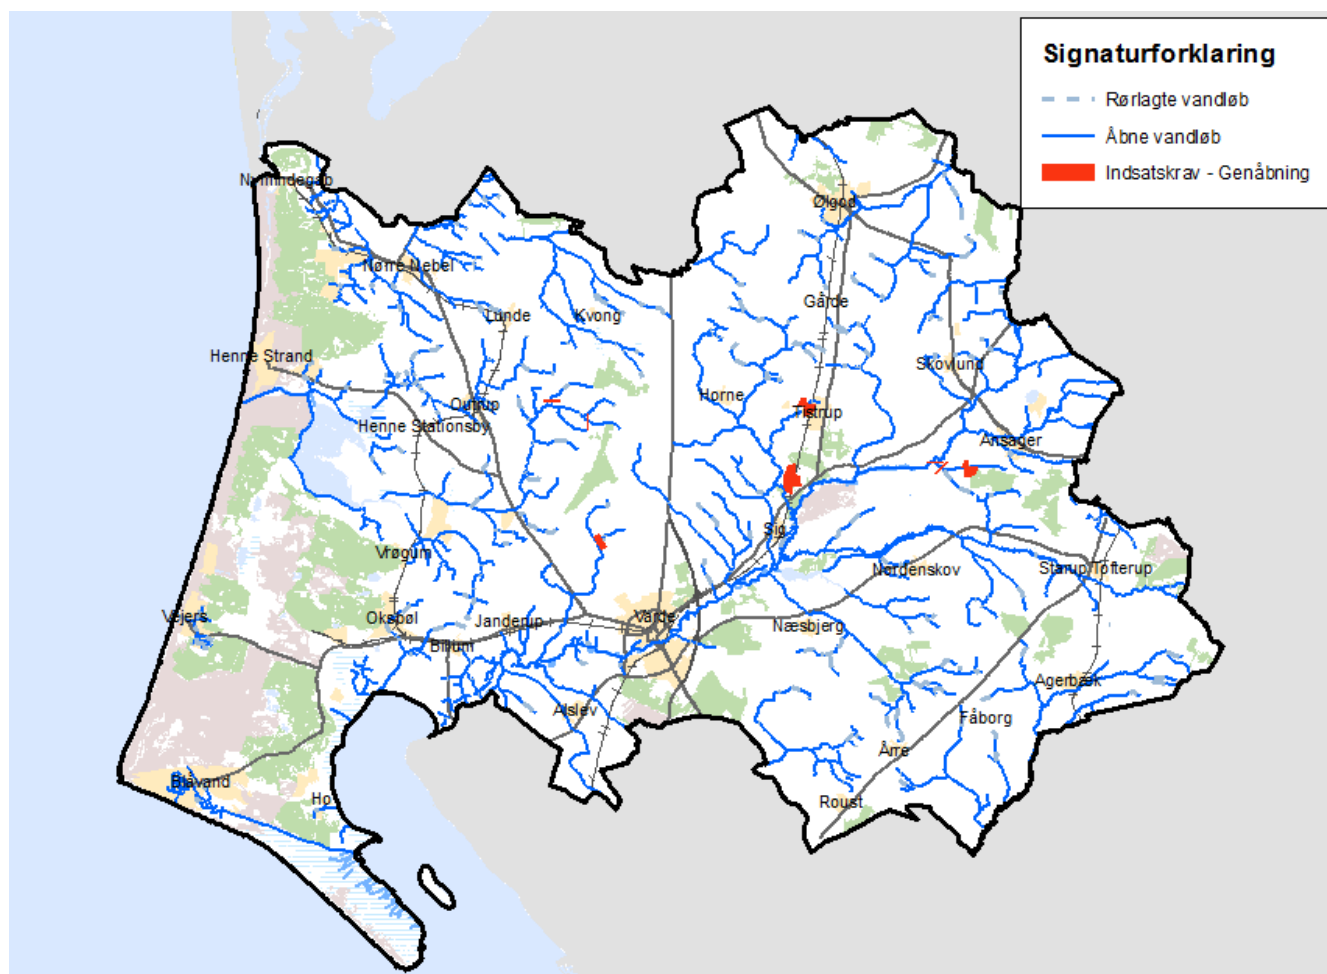 Signaturforklaring
Rørlagte vandløb
Åbne vandløb
Indsatskrav - Genåbning
Nymindegab
Ølgod
Nørre Nebel
Gårde
Lunde
Kvong
Henne Strand
Skovlund
Horne
Outrup
Tistrup
Henne Stationsby
Ansager
Sig
Vrøgum
Nordenskov
Starup/Tofterup
Vejers
Oksbøl
Janderup
Varde
Næsbjerg
Billum
Agerbæk
Alslev
Fåborg
Årre
Blåvand
Ho
Roust